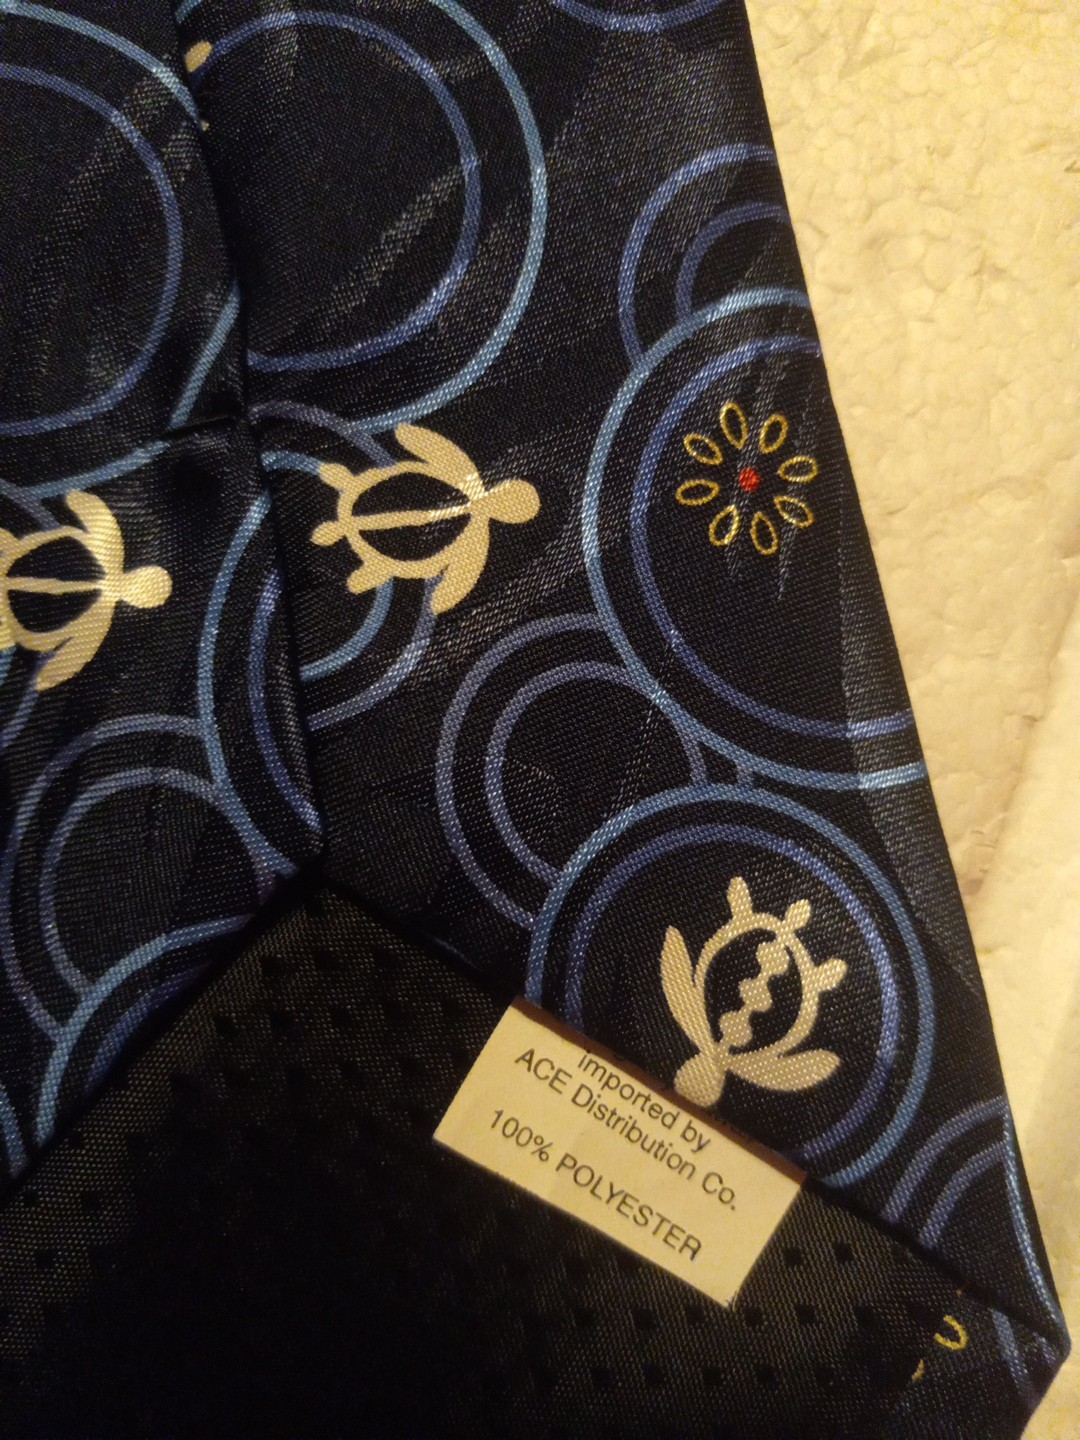 Imported by
ACE Distribution Co.
100% POLYESTER